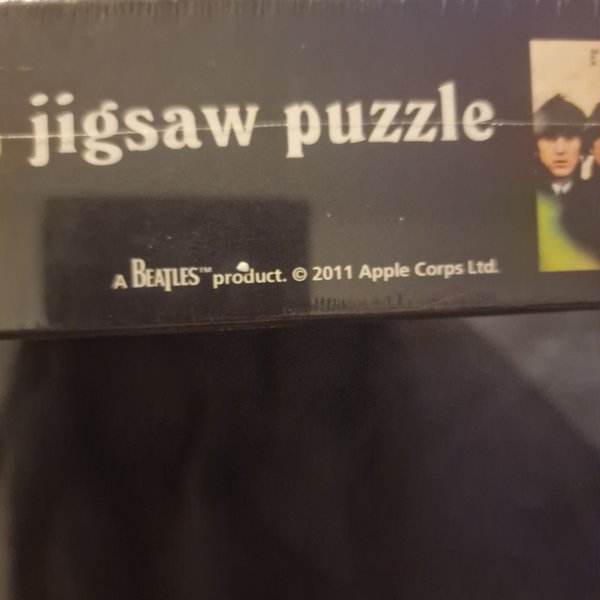 jigsaw puzzle
A BEATLES™ product. © 2011 Apple Corps Ltd.